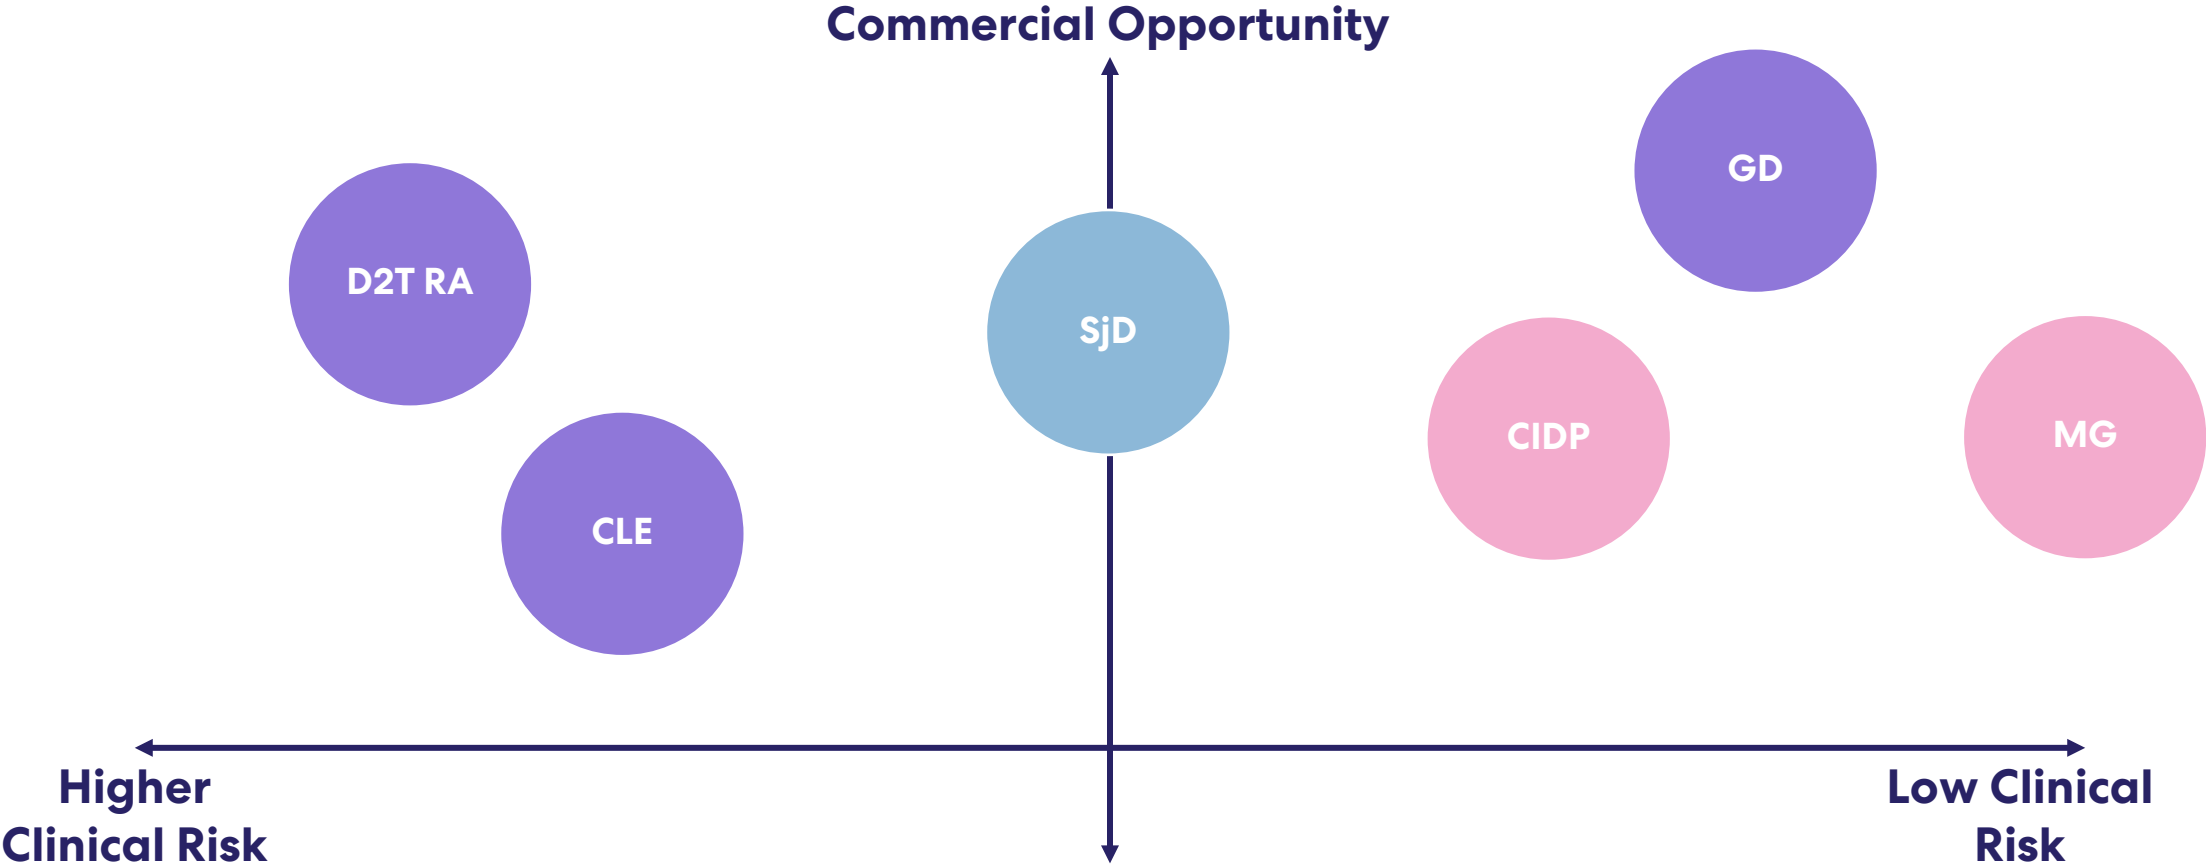 Commercial Opportunity
GD
D2T RA
SjD
CIDP
MG
CLE
Higher
Clinical Risk
Low Clinical
Risk